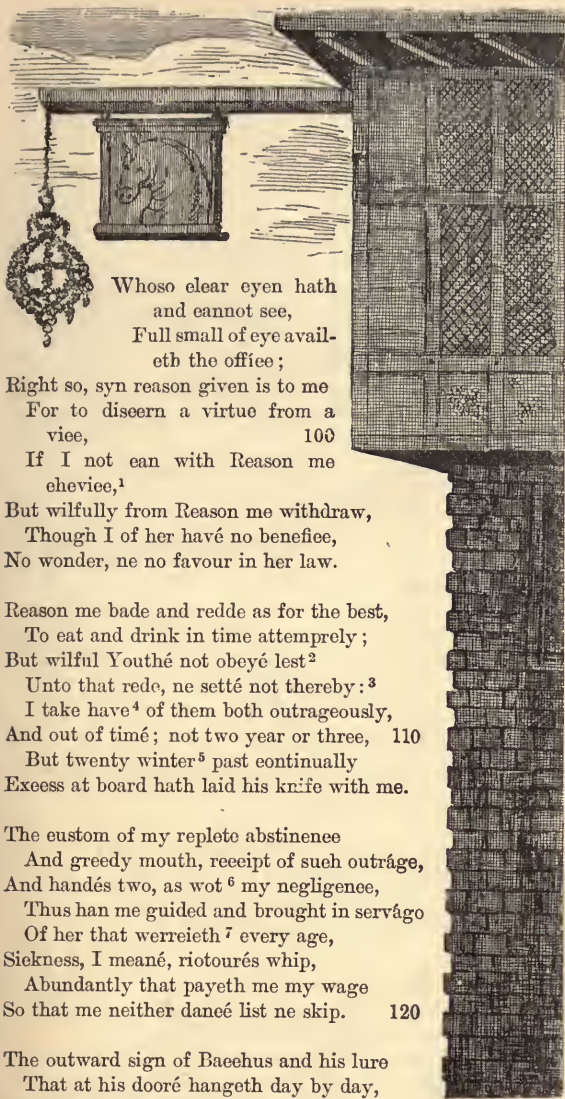 Whoso clear eyen hath
and cannot see,
Full small of eye avail-
eth the office;
Right so, syn reason given is to me
For to discern a virtue from a
vice, 100
If I not can with Reason me
chevice,¹
But wilfully from Reason me withdraw,
Though I of her havé no benefice,
No wonder, ne no favour in her law.
Reason me bade and redde as for the best,
To eat and drink in time attemprely;
But wilful Youthé not obeyé lest²
Unto that rede, ne setté not thereby:³
I take have⁴ of them both outrageously,
And out of timé; not two year or three, 110
But twenty winter⁵ past continually
Excess at board hath laid his knife with me.
The custom of my replete abstinence
And greedy mouth, receipt of such outráge,
And handés two, as wot⁶ my negligence,
Thus han me guided and brought in servágo
Of her that werreieth⁷ every age,
Sickness, I meané, riotourés whip,
Abundantly that payeth me my wage
So that me neither dancé list ne skip. 120
The outward sign of Bacchus and his lure
That at his dooré hangeth day by day,